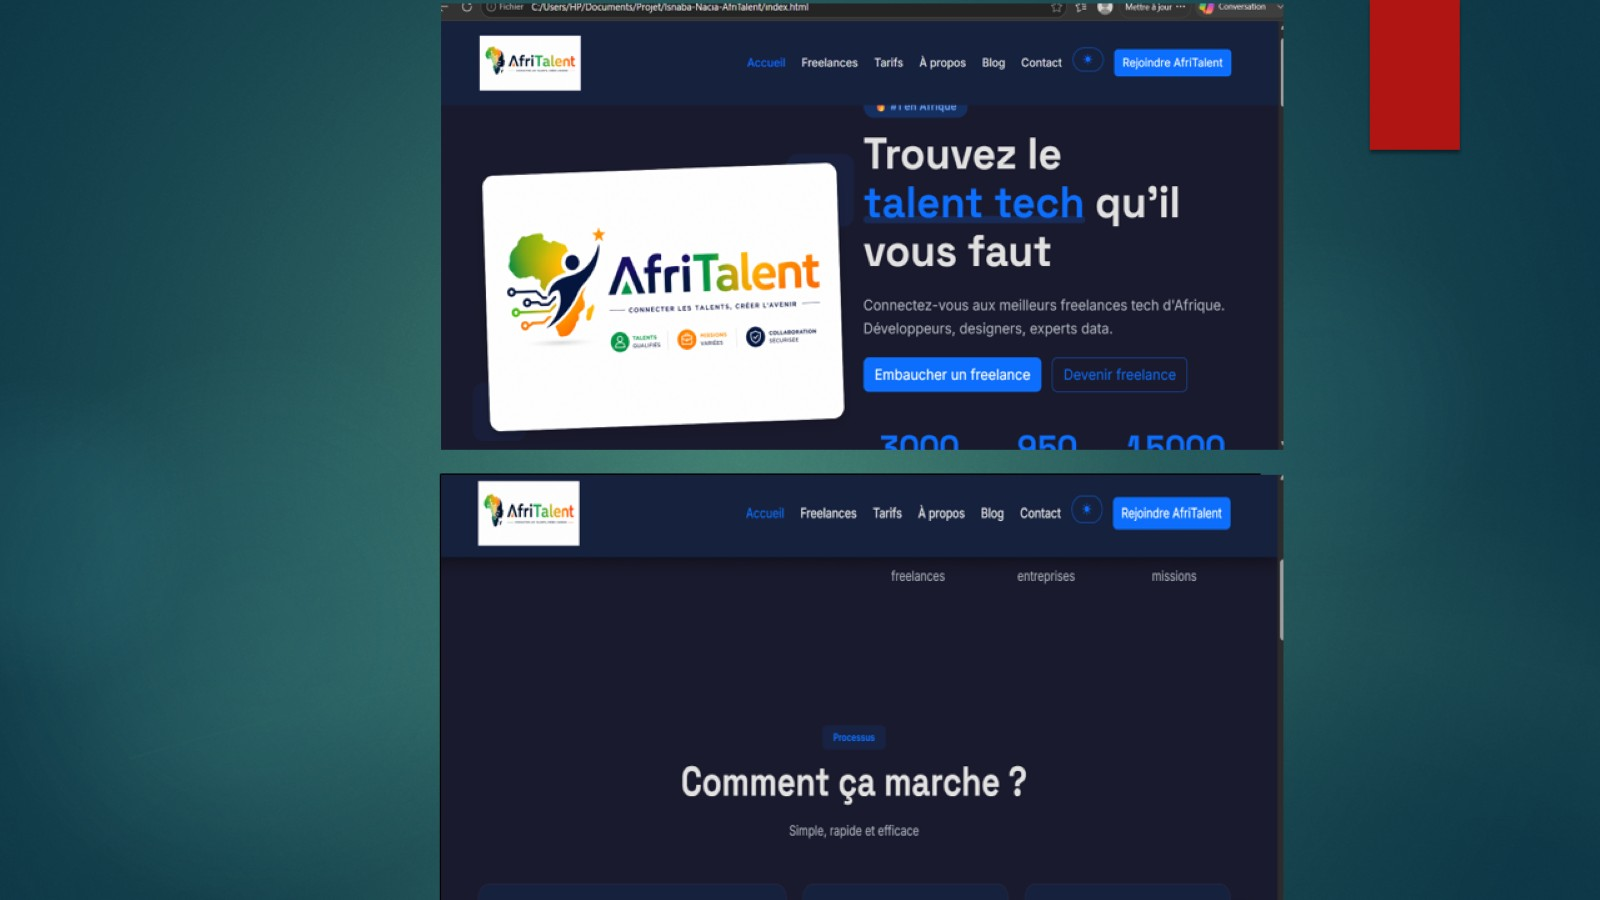 Fichier C:/Users/HP/Documents/Projet/Isnaba-Nacia-AfriTalent/index.html
Mettre à jour ··· Conversation
AfriTalent
Accueil Freelances Tarifs À propos Blog Contact Rejoindre AfriTalent
#1 en Afrique
Trouvez le
talent tech qu'il
vous faut
AfriTalent
CONNECTER LES TALENTS, CRÉER L'AVENIR
TALENTS
QUALIFIÉS
MISSIONS
VARIÉES
COLLABORATION
SÉCURISÉE
Connectez-vous aux meilleurs freelances tech d'Afrique.
Développeurs, designers, experts data.
Embaucher un freelance Devenir freelance
3000 950 15000
AfriTalent
Accueil Freelances Tarifs À propos Blog Contact Rejoindre AfriTalent
freelances entreprises missions
Processus
Comment ça marche ?
Simple, rapide et efficace